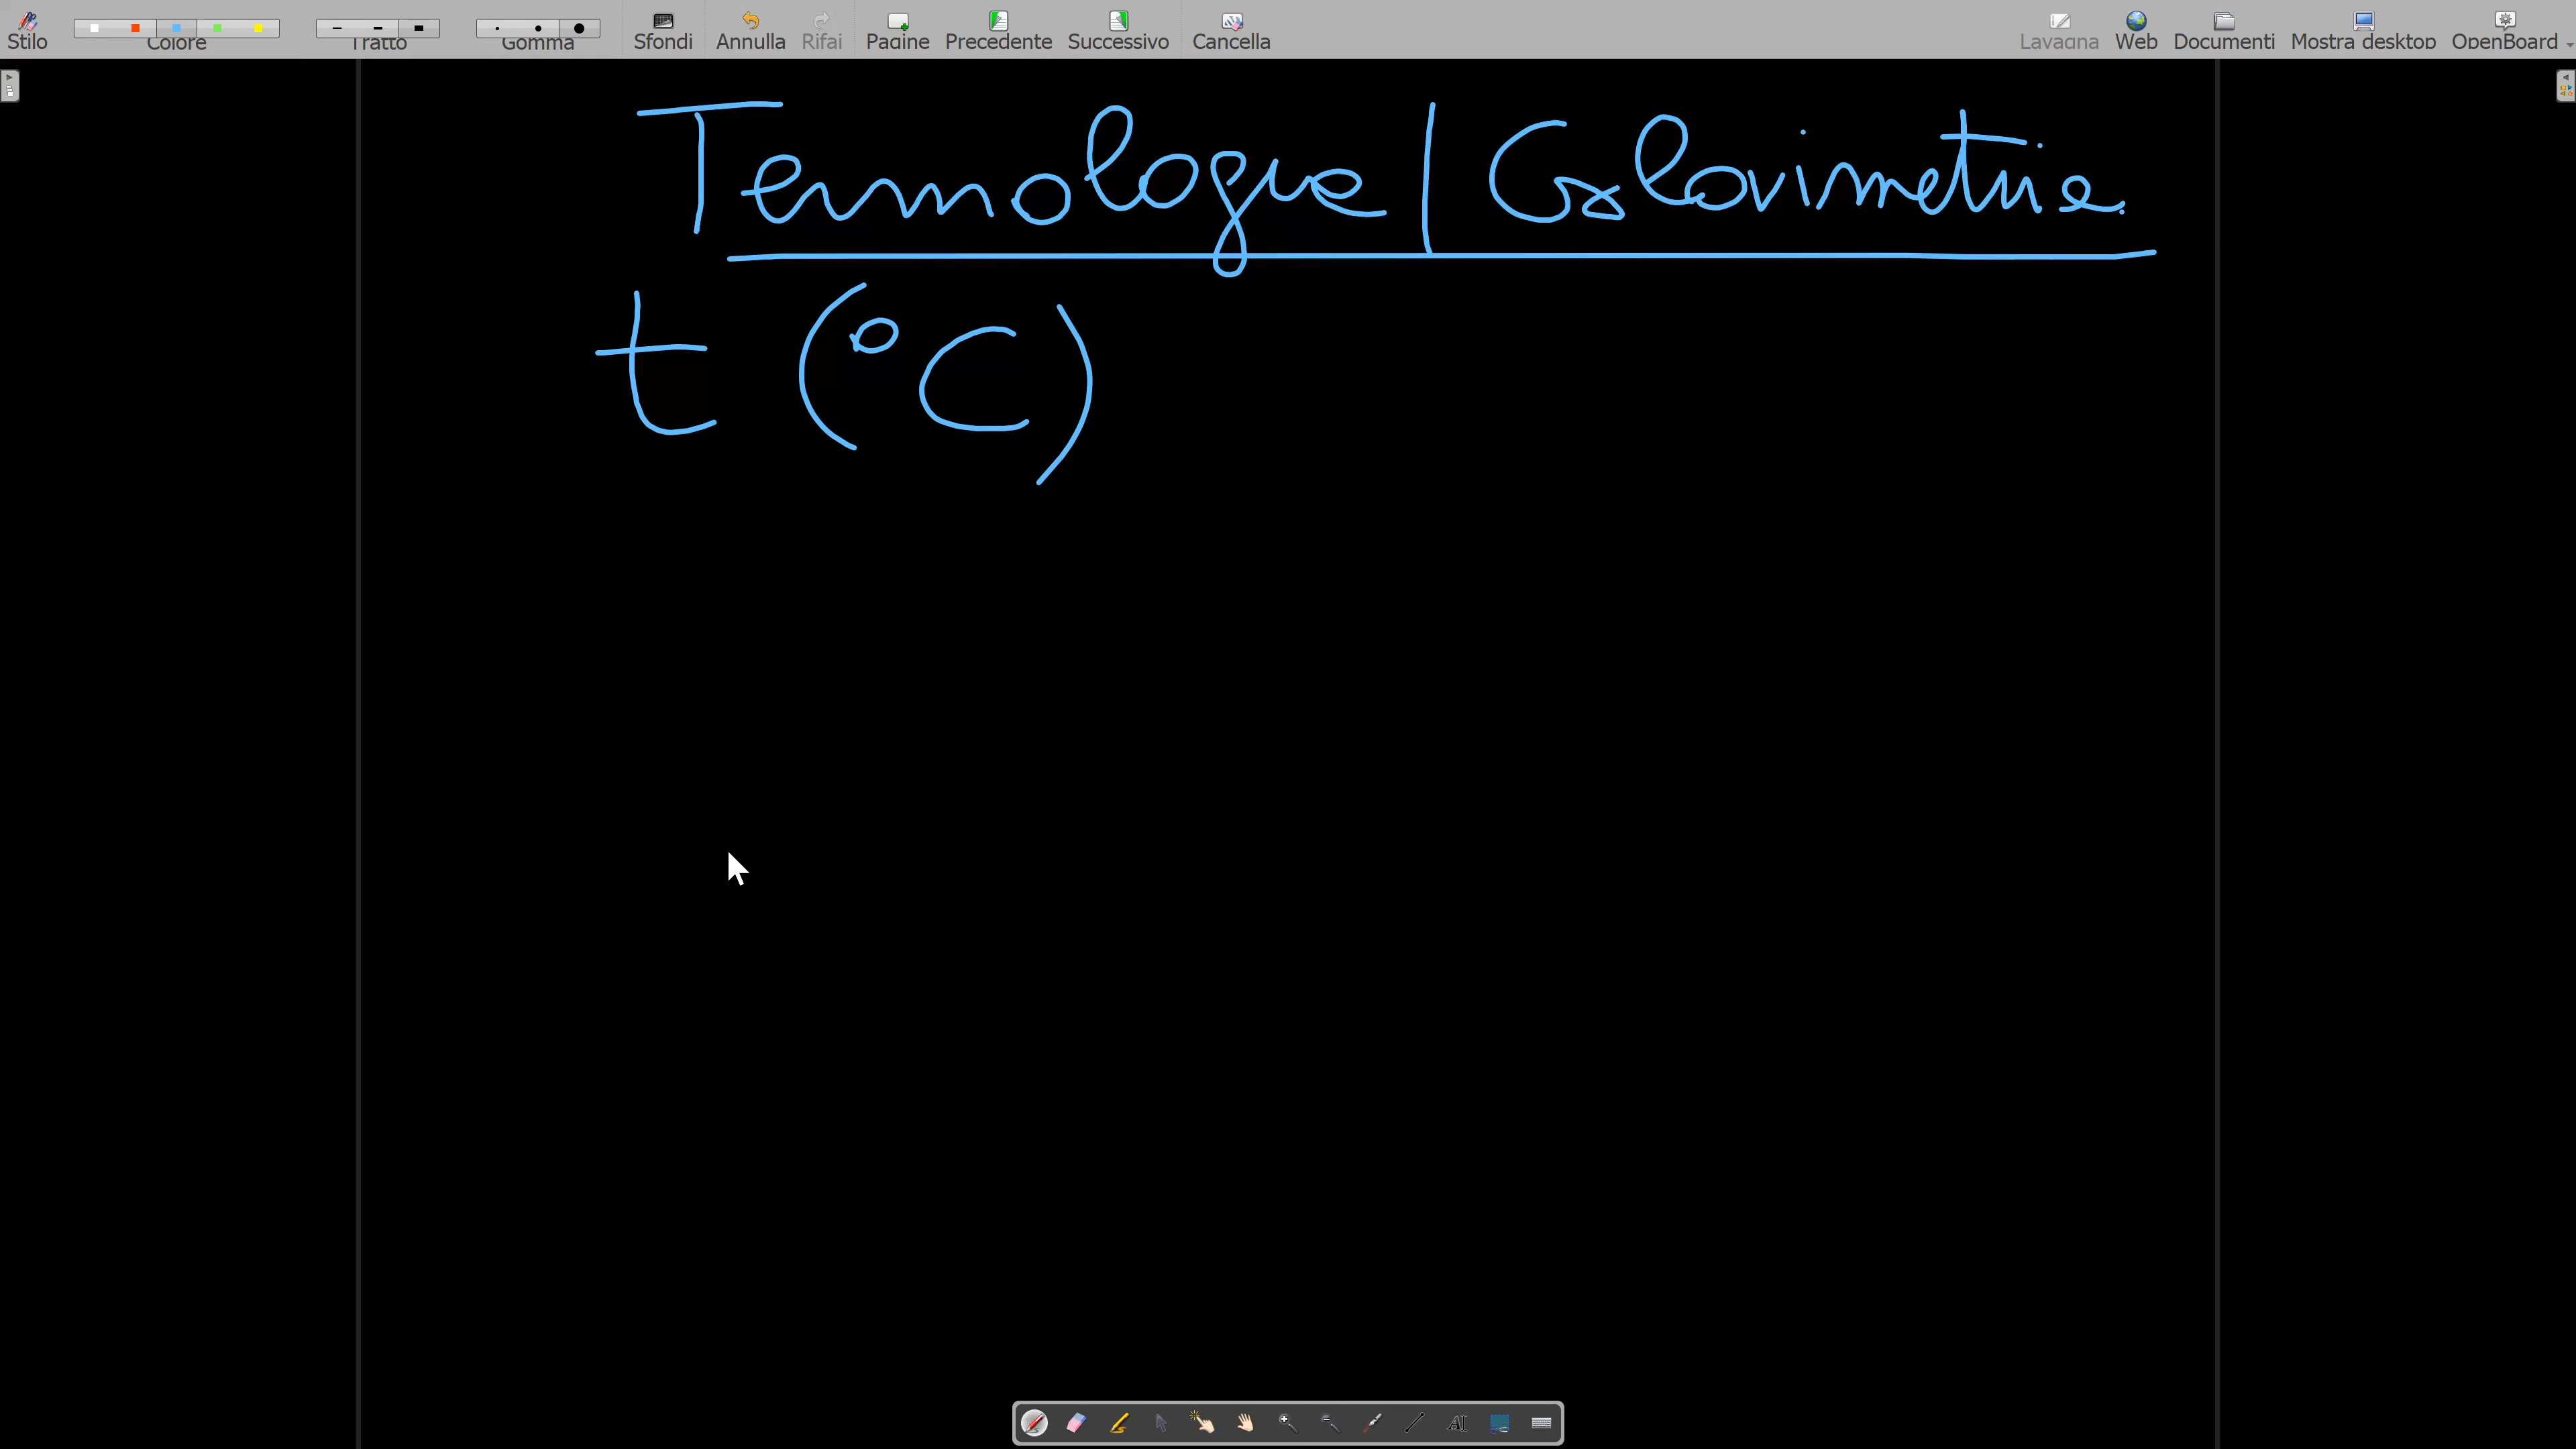 Stilo Colore Tratto Gomma Sfondi Annulla Rifai Pagine Precedente Successivo Cancella Lavagna Web Documenti Mostra desktop OpenBoard
Termologia / Calorimetria
t (°C)
AI